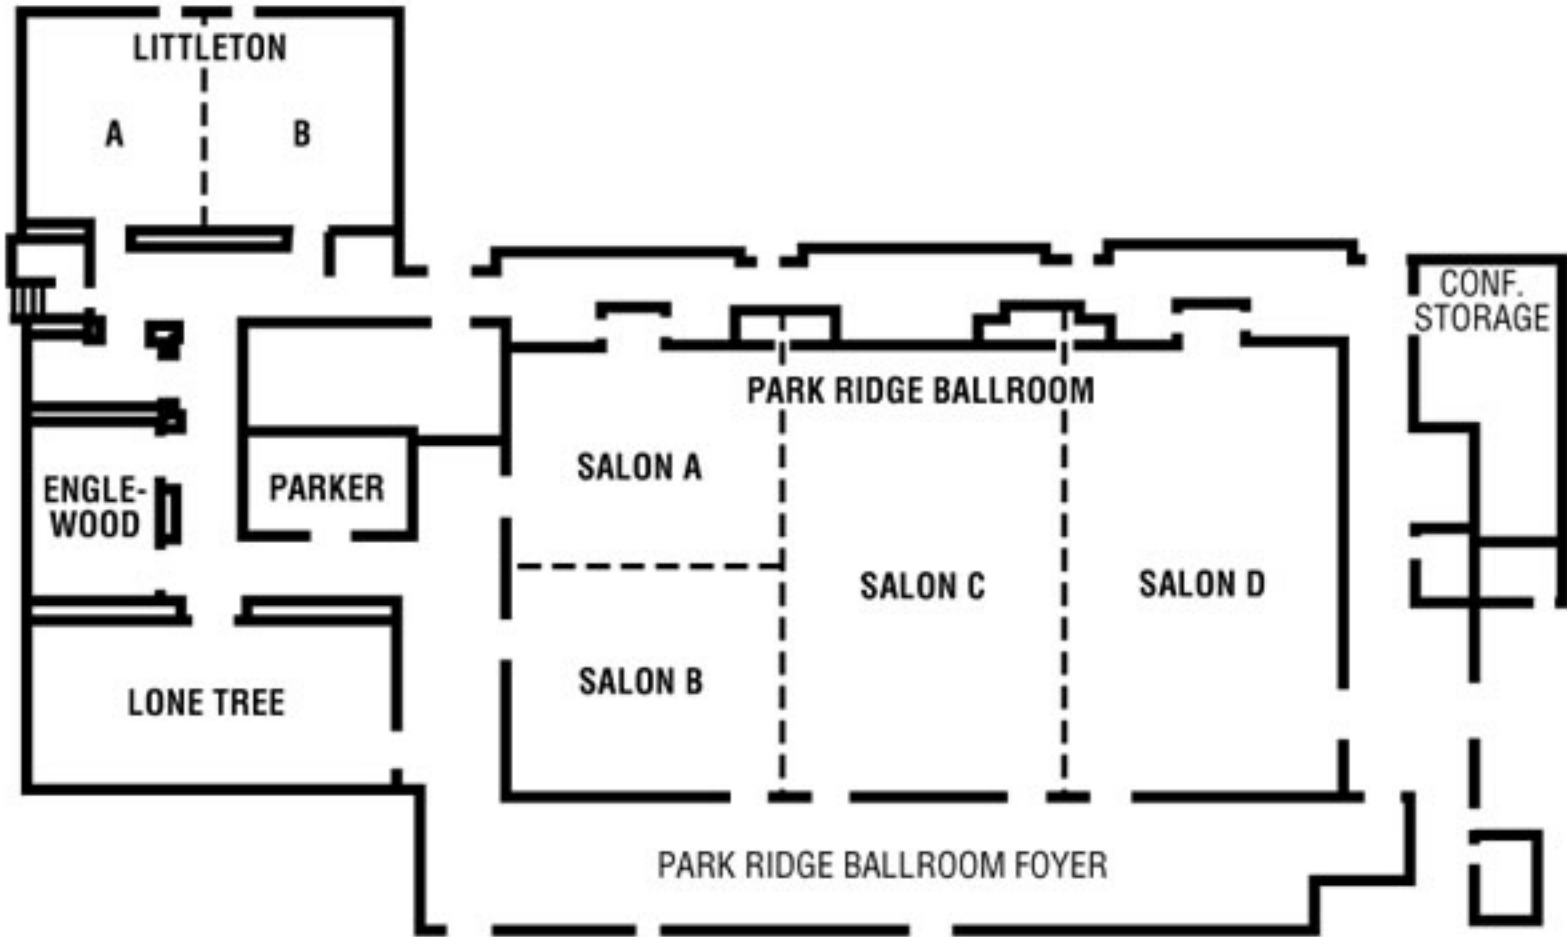 LITTLETON
A
B
CONF.
STORAGE
PARK RIDGE BALLROOM
SALON A
ENGLE-
WOOD
PARKER
SALON C
SALON D
SALON B
LONE TREE
PARK RIDGE BALLROOM FOYER